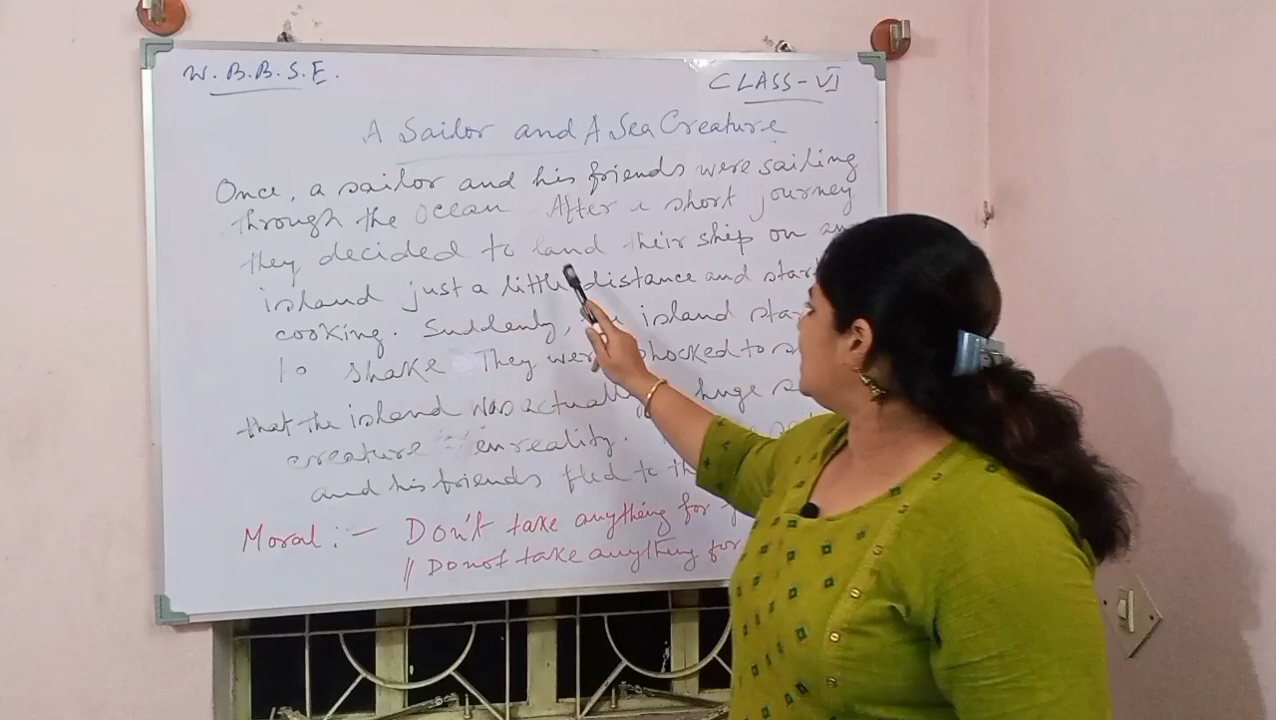 W.B.B.S.E.
CLASS-VI
A Sailor and A Sea Creature
Once, a sailor and his friends were sailing
through the ocean After a short journey
they decided to land their ship on an
island just a little distance and
cooking. Suddenly, island
to shake They were shocked to
that the island was actually huge
creature in reality.
and his friends fled to
Moral :- Don't take anything for
// Do not take anything for